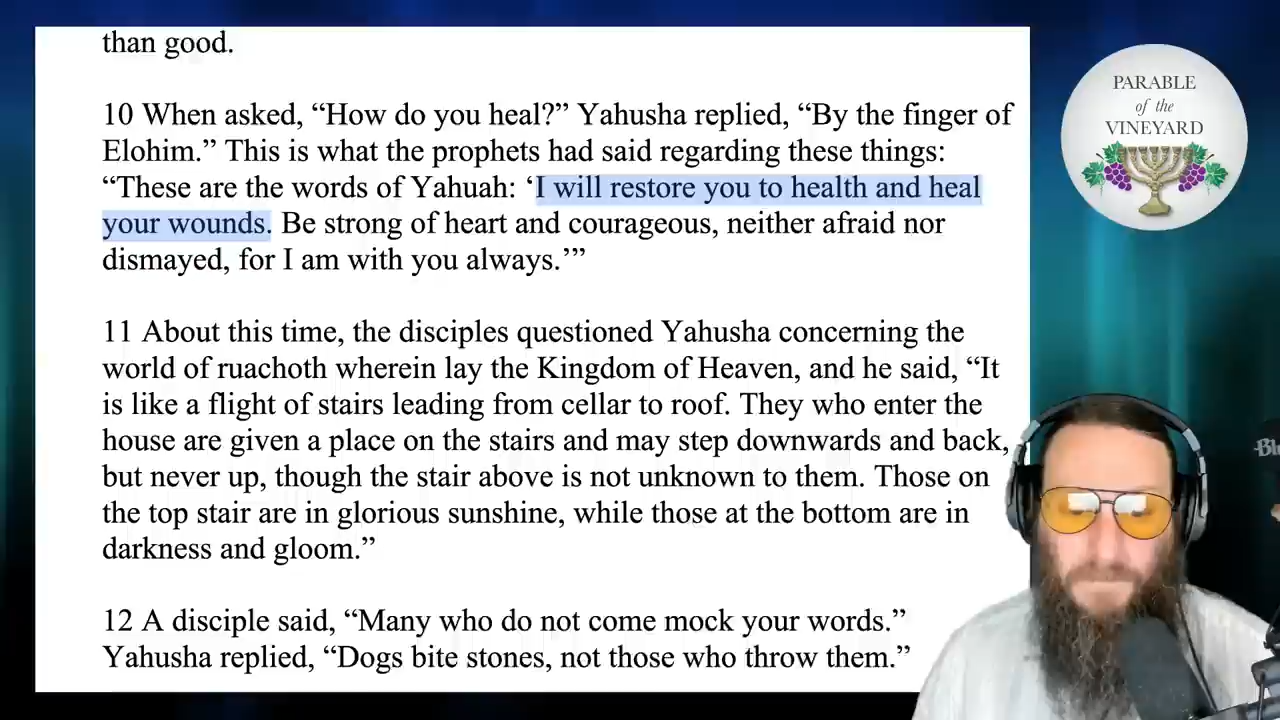 than good.
10 When asked, “How do you heal?” Yahusha replied, “By the finger of
Elohim.” This is what the prophets had said regarding these things:
“These are the words of Yahuah: ‘I will restore you to health and heal
your wounds. Be strong of heart and courageous, neither afraid nor
dismayed, for I am with you always.’”
11 About this time, the disciples questioned Yahusha concerning the
world of ruachoth wherein lay the Kingdom of Heaven, and he said, “It
is like a flight of stairs leading from cellar to roof. They who enter the
house are given a place on the stairs and may step downwards and back,
but never up, though the stair above is not unknown to them. Those on
the top stair are in glorious sunshine, while those at the bottom are in
darkness and gloom.”
12 A disciple said, “Many who do not come mock your words.”
Yahusha replied, “Dogs bite stones, not those who throw them.”
PARABLE
of the
VINEYARD